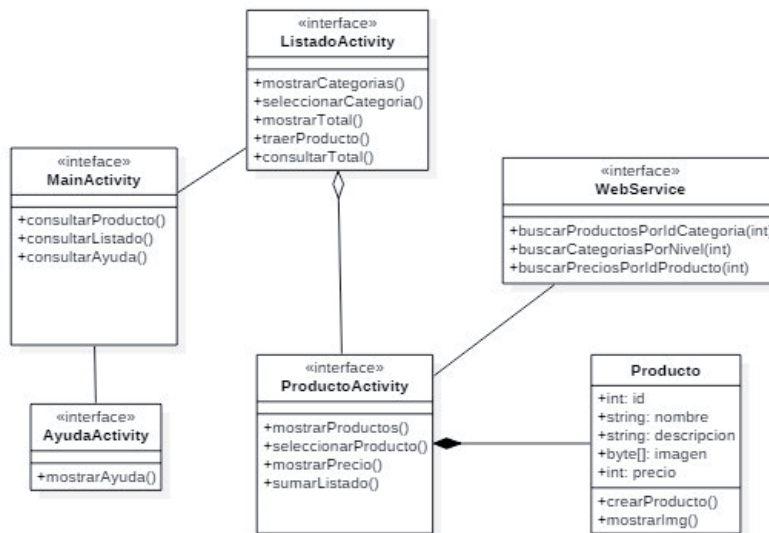 «interface»
ListadoActivity
+mostrarCategorias()
+seleccionarCategoria()
+mostrarTotal()
+traerProducto()
+consultarTotal()
«inteface»
MainActivity
+consultarProducto()
+consultarListado()
+consultarAyuda()
«interface»
WebService
+buscarProductosPorIdCategoria(int)
+buscarCategoriasPorNivel(int)
+buscarPreciosPorIdProducto(int)
«interface»
AyudaActivity
+mostrarAyuda()
«interface»
ProductoActivity
+mostrarProductos()
+seleccionarProducto()
+mostrarPrecio()
+sumarListado()
Producto
+int: id
+string: nombre
+string: descripcion
+byte[]: imagen
+int: precio
+crearProducto()
+mostrarImg()